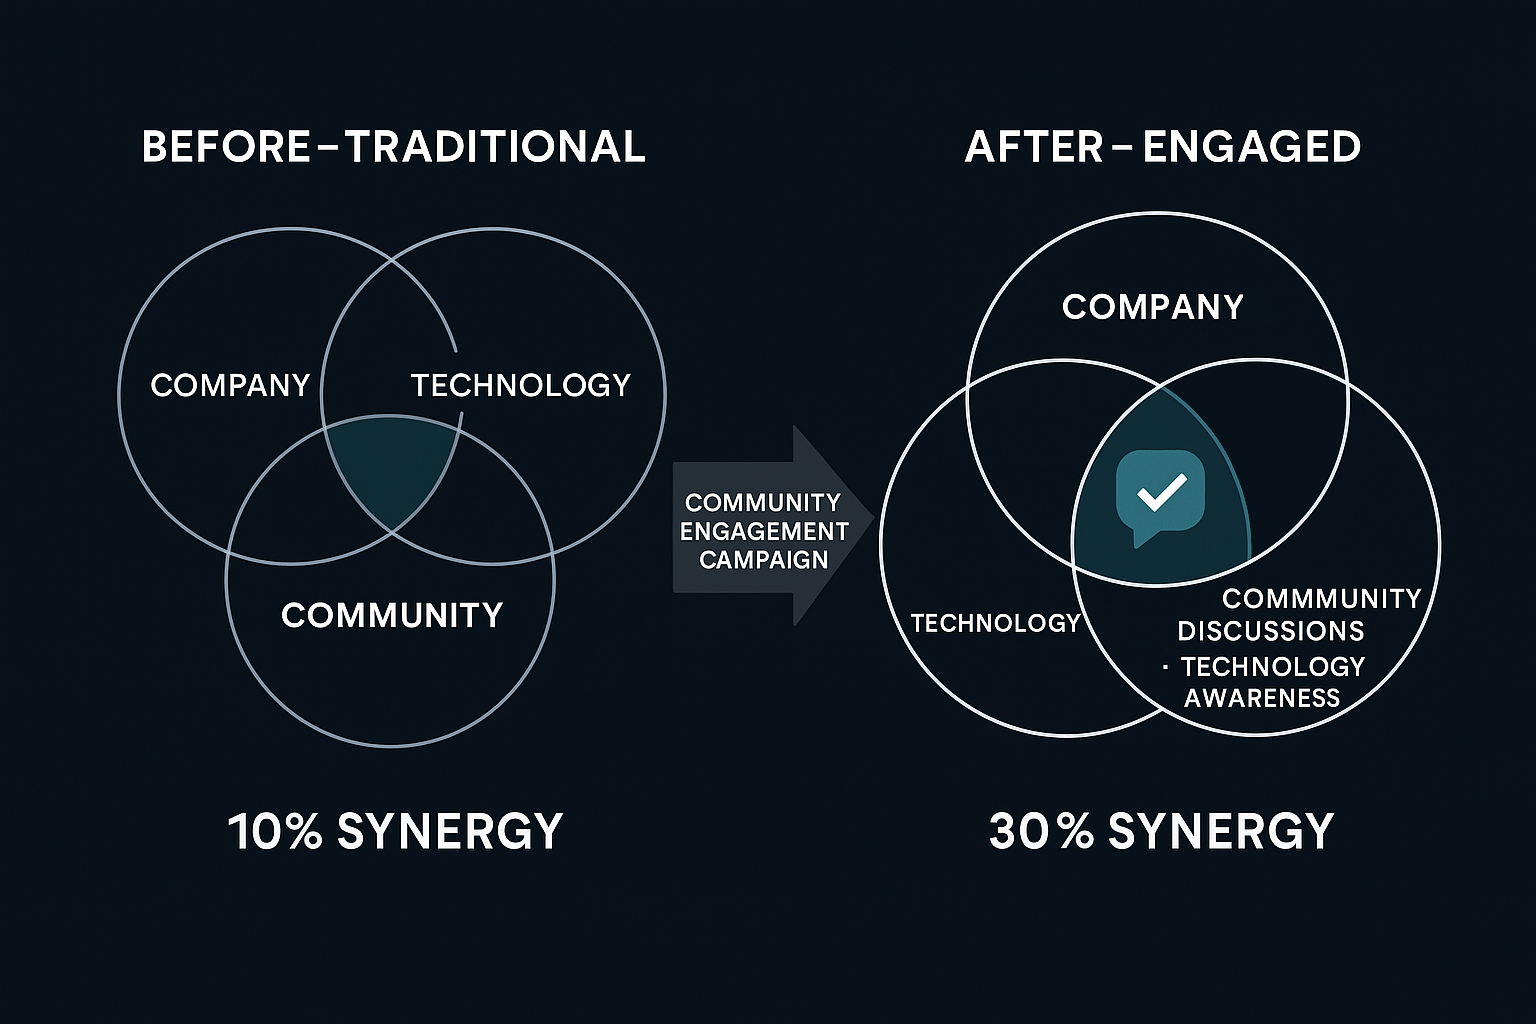 BEFORE–TRADITIONAL
COMPANY
TECHNOLOGY
COMMUNITY
10% SYNERGY
COMMUNITY
ENGAGEMENT
CAMPAIGN
AFTER–ENGAGED
COMPANY
TECHNOLOGY
COMMMUNITY
DISCUSSIONS
· TECHNOLOGY
AWARENESS
30% SYNERGY